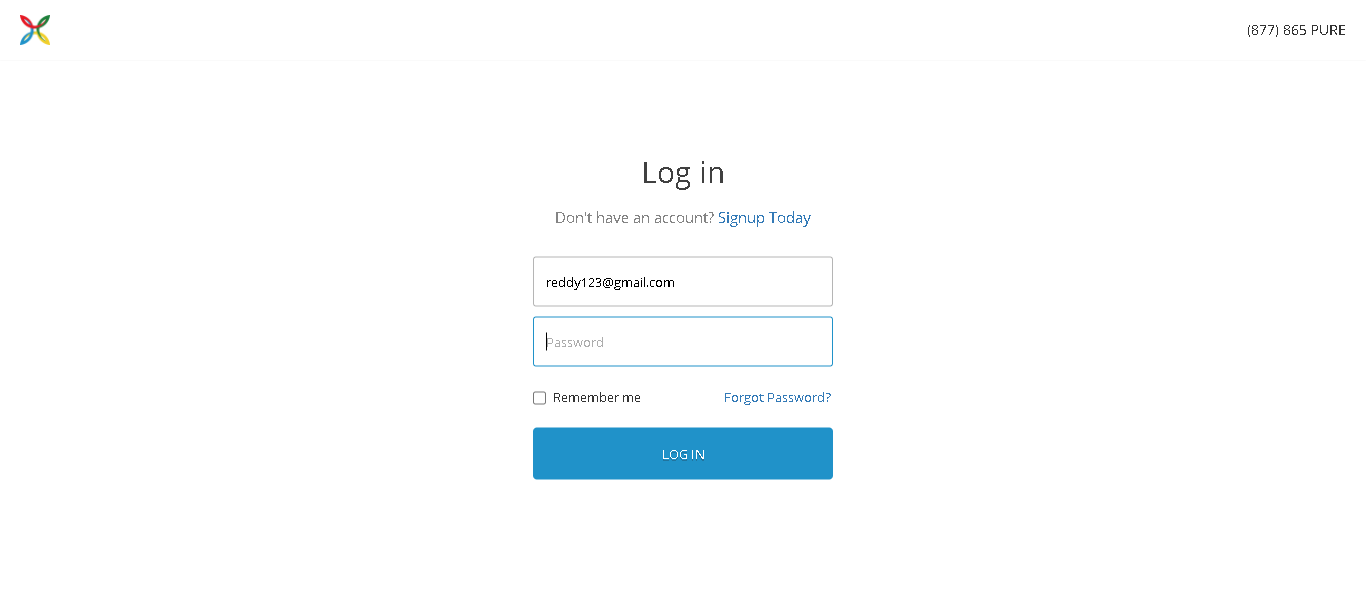 (877) 865 PURE
Log in
Don't have an account? Signup Today
reddy123@gmail.com
Password
Remember me Forgot Password?
LOG IN